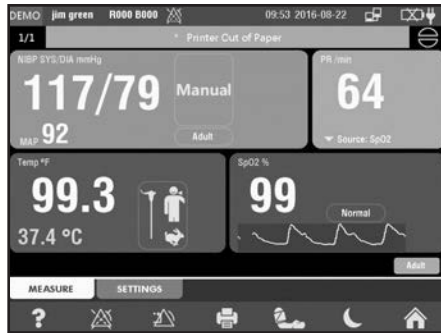 DEMO jim green R000 B000 09:53 2016-08-22
1/1 * Printer Cut of Paper
NIBP SYS/DIA mmHg
117/79
Manual
MAP 92
Adult
PR /min
64
Source: SpO2
Temp °F
99.3
37.4 °C
SpO2 %
99
Normal
Adult
MEASURE SETTINGS
?